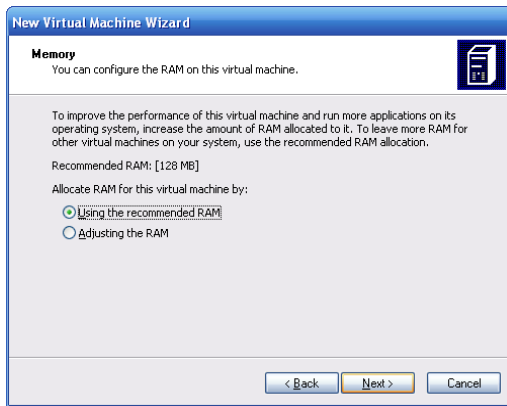 New Virtual Machine Wizard
Memory
You can configure the RAM on this virtual machine.
To improve the performance of this virtual machine and run more applications on its
operating system, increase the amount of RAM allocated to it. To leave more RAM for
other virtual machines on your system, use the recommended RAM allocation.
Recommended RAM: [128 MB]
Allocate RAM for this virtual machine by:
Using the recommended RAM
Adjusting the RAM
< Back Next > Cancel